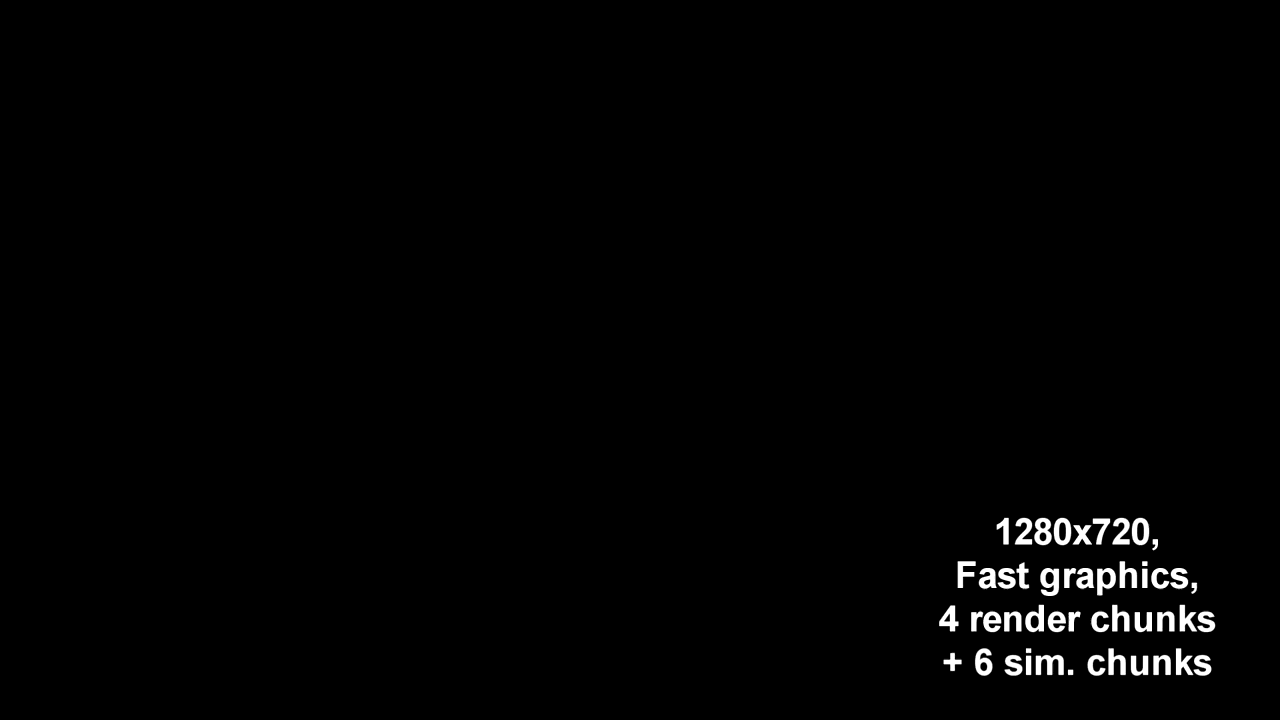 1280x720,
Fast graphics,
4 render chunks
+ 6 sim. chunks